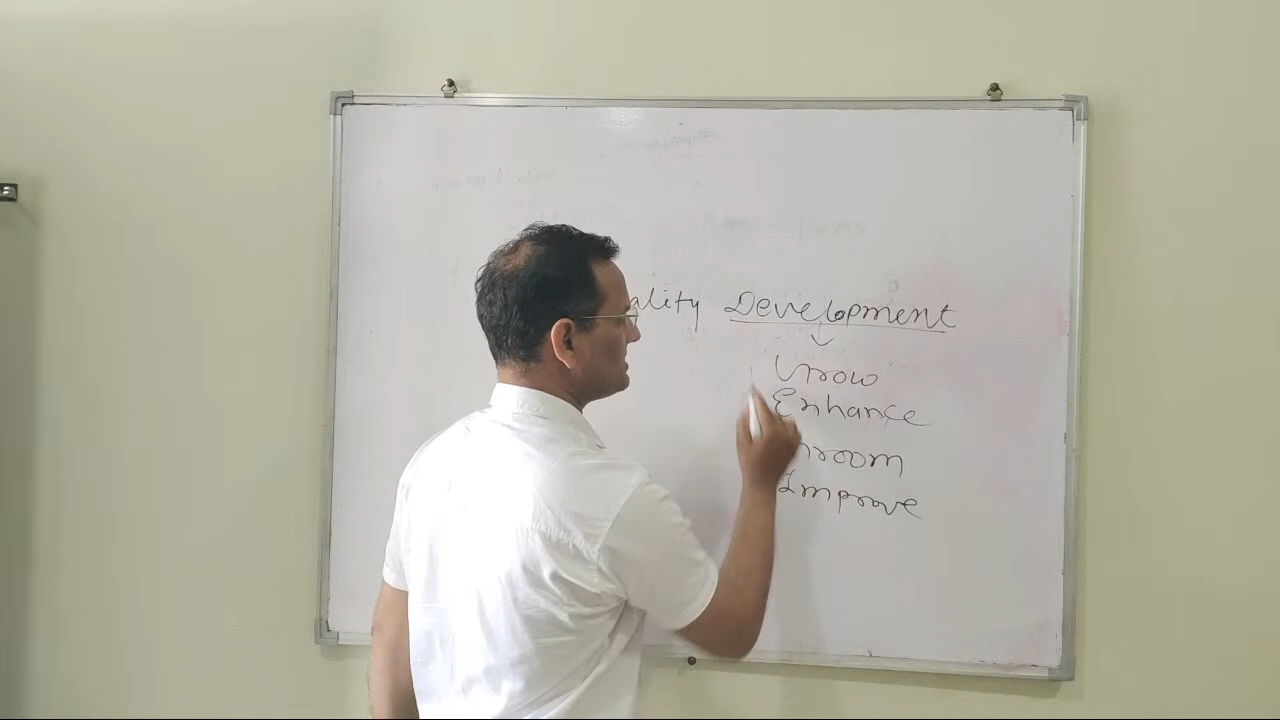 ality Development
Grow
Enhance
room
Improve